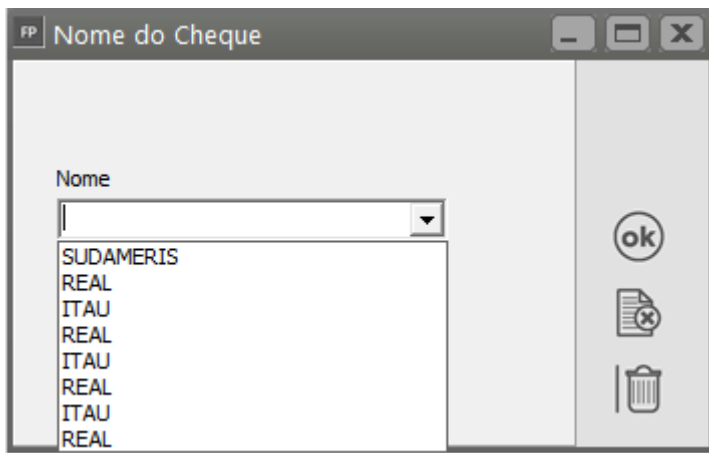 FP Nome do Cheque
Nome
SUDAMERIS
REAL
ITAU
REAL
ITAU
REAL
ITAU
REAL
ok